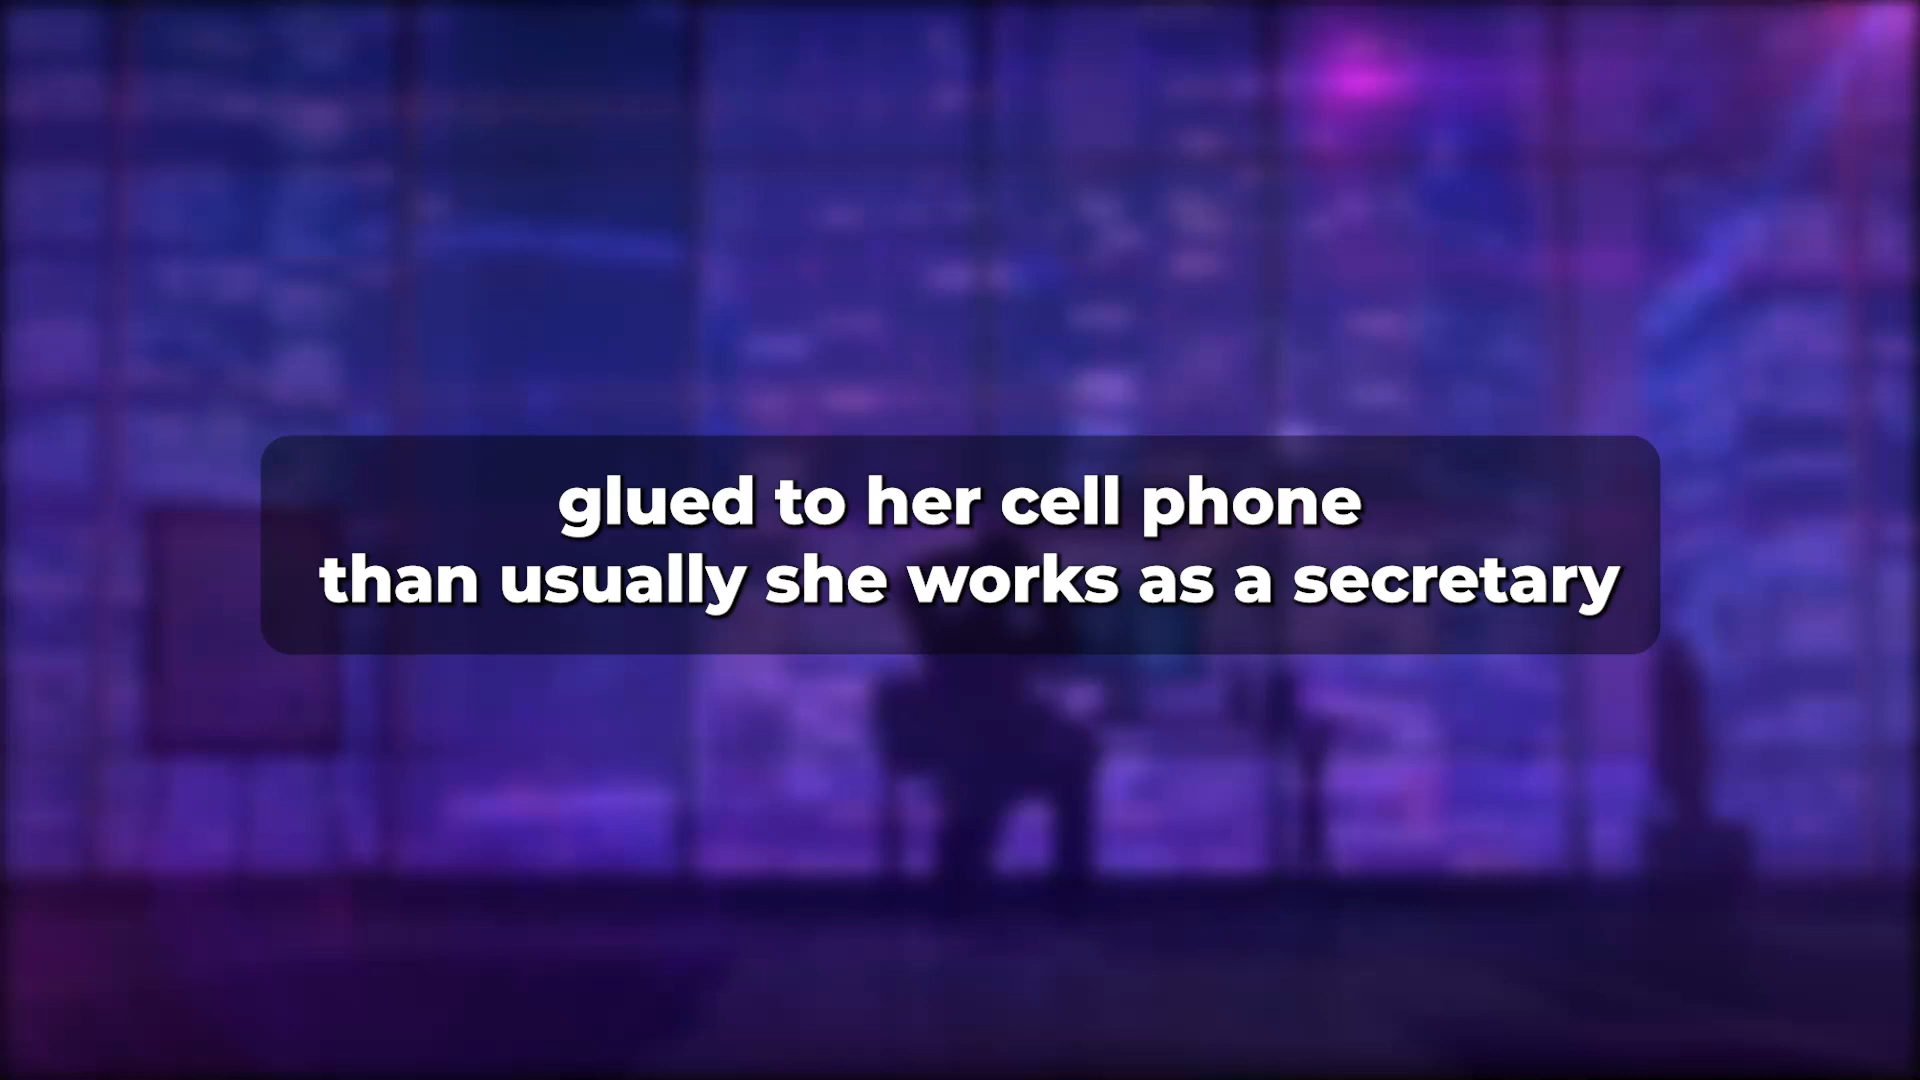 glued to her cell phone
than usually she works as a secretary